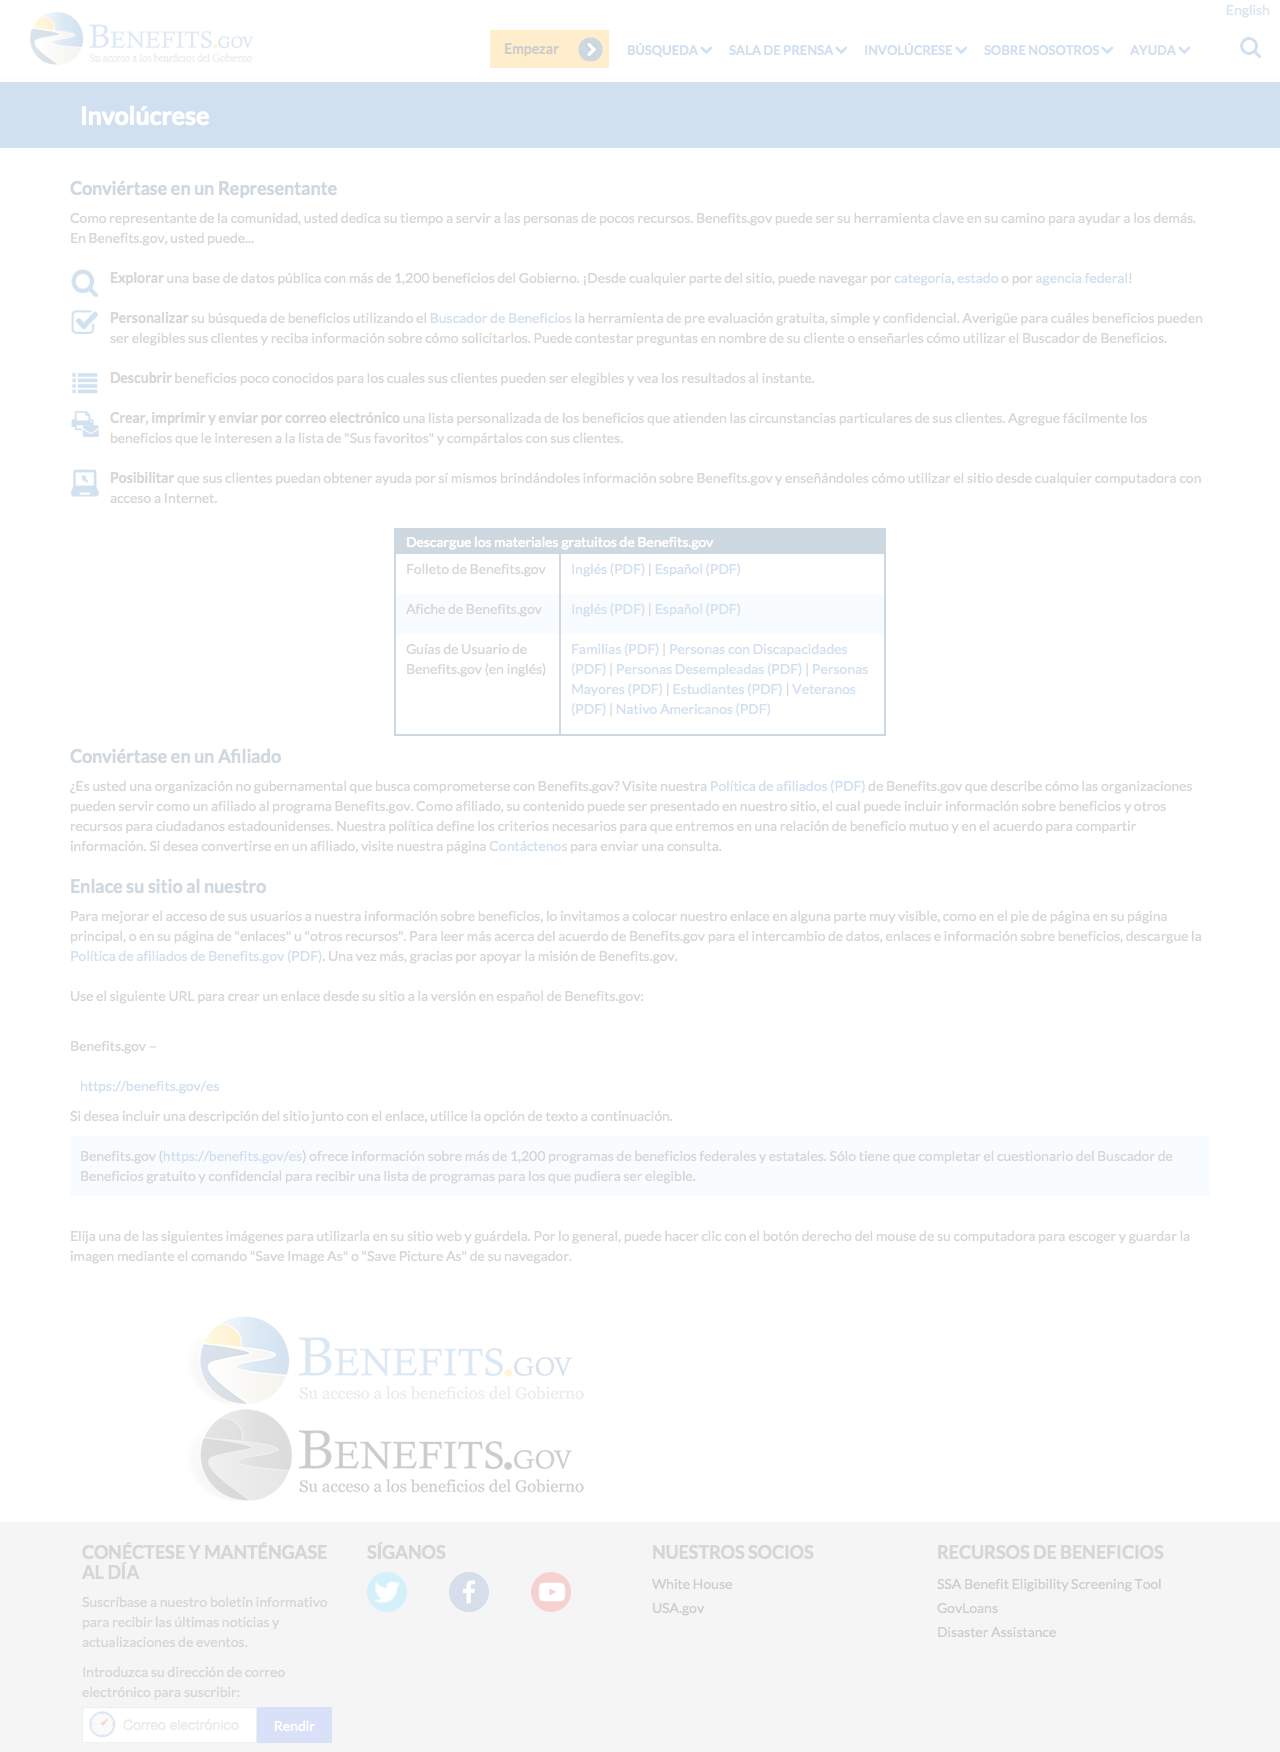 English
BENEFITS.GOV
Su acceso a los beneficios del Gobierno
Empezar
BÚSQUEDA SALA DE PRENSA INVOLÚCRESE SOBRE NOSOTROS AYUDA
Involúcrese
Conviértase en un Representante
Como representante de la comunidad, usted dedica su tiempo a servir a las personas de pocos recursos. Benefits.gov puede ser su herramienta clave en su camino para ayudar a los demás.
En Benefits.gov, usted puede...
Explorar una base de datos pública con más de 1,200 beneficios del Gobierno. ¡Desde cualquier parte del sitio, puede navegar por categoría, estado o por agencia federal!
Personalizar su búsqueda de beneficios utilizando el Buscador de Beneficios la herramienta de pre evaluación gratuita, simple y confidencial. Averigüe para cuáles beneficios pueden
ser elegibles sus clientes y reciba información sobre cómo solicitarlos. Puede contestar preguntas en nombre de su cliente o enseñarles cómo utilizar el Buscador de Beneficios.
Descubrir beneficios poco conocidos para los cuales sus clientes pueden ser elegibles y vea los resultados al instante.
Crear, imprimir y enviar por correo electrónico una lista personalizada de los beneficios que atienden las circunstancias particulares de sus clientes. Agregue fácilmente los
beneficios que le interesen a la lista de "Sus favoritos" y compártalos con sus clientes.
Posibilitar que sus clientes puedan obtener ayuda por sí mismos brindándoles información sobre Benefits.gov y enseñándoles cómo utilizar el sitio desde cualquier computadora con
acceso a Internet.
Descargue los materiales gratuitos de Benefits.gov
Folleto de Benefits.gov Inglés (PDF) | Español (PDF)
Afiche de Benefits.gov Inglés (PDF) | Español (PDF)
Guías de Usuario de Familias (PDF) | Personas con Discapacidades
Benefits.gov (en inglés) (PDF) | Personas Desempleadas (PDF) | Personas
Mayores (PDF) | Estudiantes (PDF) | Veteranos
(PDF) | Nativo Americanos (PDF)
Conviértase en un Afiliado
¿Es usted una organización no gubernamental que busca comprometerse con Benefits.gov? Visite nuestra Política de afiliados (PDF) de Benefits.gov que describe cómo las organizaciones
pueden servir como un afiliado al programa Benefits.gov. Como afiliado, su contenido puede ser presentado en nuestro sitio, el cual puede incluir información sobre beneficios y otros
recursos para ciudadanos estadounidenses. Nuestra política define los criterios necesarios para que entremos en una relación de beneficio mutuo y en el acuerdo para compartir
información. Si desea convertirse en un afiliado, visite nuestra página Contáctenos para enviar una consulta.
Enlace su sitio al nuestro
Para mejorar el acceso de sus usuarios a nuestra información sobre beneficios, lo invitamos a colocar nuestro enlace en alguna parte muy visible, como en el pie de página en su página
principal, o en su página de "enlaces" u "otros recursos". Para leer más acerca del acuerdo de Benefits.gov para el intercambio de datos, enlaces e información sobre beneficios, descargue la
Política de afiliados de Benefits.gov (PDF). Una vez más, gracias por apoyar la misión de Benefits.gov.
Use el siguiente URL para crear un enlace desde su sitio a la versión en español de Benefits.gov:
Benefits.gov –
https://benefits.gov/es
Si desea incluir una descripción del sitio junto con el enlace, utilice la opción de texto a continuación.
Benefits.gov (https://benefits.gov/es) ofrece información sobre más de 1,200 programas de beneficios federales y estatales. Sólo tiene que completar el cuestionario del Buscador de
Beneficios gratuito y confidencial para recibir una lista de programas para los que pudiera ser elegible.
Elija una de las siguientes imágenes para utilizarla en su sitio web y guárdela. Por lo general, puede hacer clic con el botón derecho del mouse de su computadora para escoger y guardar la
imagen mediante el comando "Save Image As" o "Save Picture As" de su navegador.
BENEFITS.GOV
Su acceso a los beneficios del Gobierno
BENEFITS.GOV
Su acceso a los beneficios del Gobierno
CONÉCTESE Y MANTÉNGASE
AL DÍA
Suscríbase a nuestro boletín informativo
para recibir las últimas noticias y
actualizaciones de eventos.
Introduzca su dirección de correo
electrónico para suscribir:
Correo electrónico Rendir
SÍGANOS
NUESTROS SOCIOS
White House
USA.gov
RECURSOS DE BENEFICIOS
SSA Benefit Eligibility Screening Tool
GovLoans
Disaster Assistance